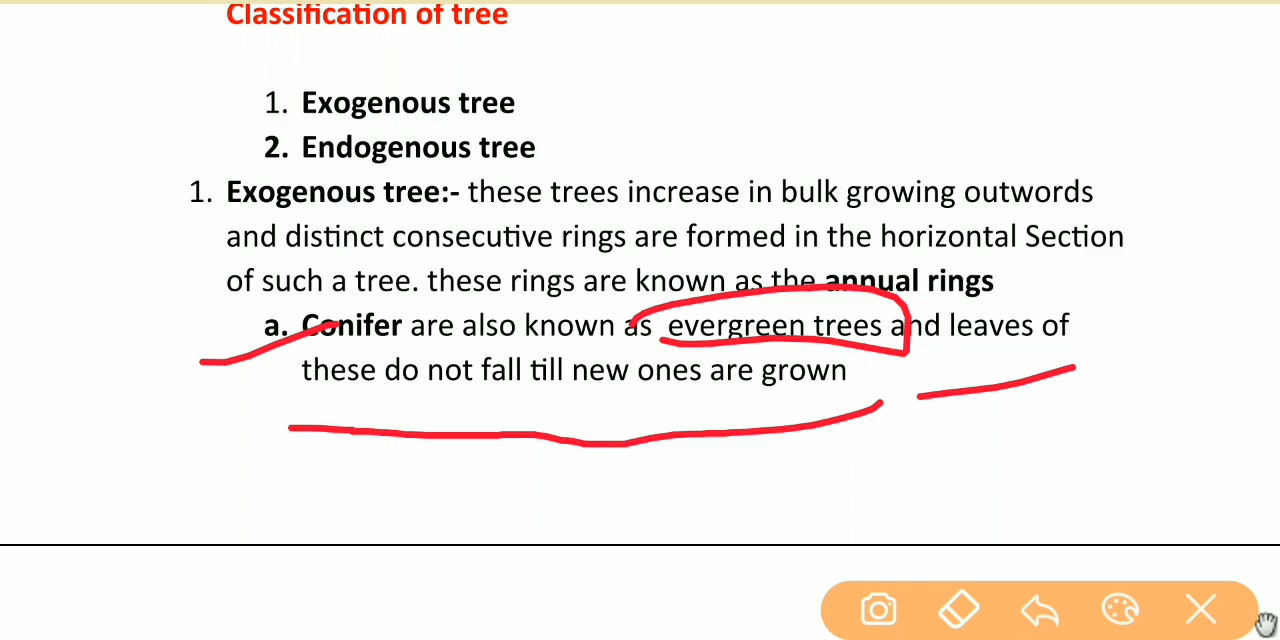 Classification of tree
1. Exogenous tree
2. Endogenous tree
1. Exogenous tree:- these trees increase in bulk growing outwords
and distinct consecutive rings are formed in the horizontal Section
of such a tree. these rings are known as the annual rings
a. Conifer are also known as evergreen trees and leaves of
these do not fall till new ones are grown